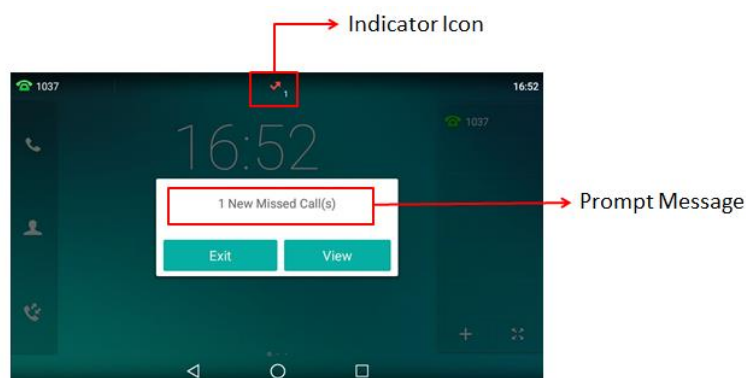 Indicator Icon
1037
1
16:52
16:52
1037
1 New Missed Call(s)
Prompt Message
Exit
View